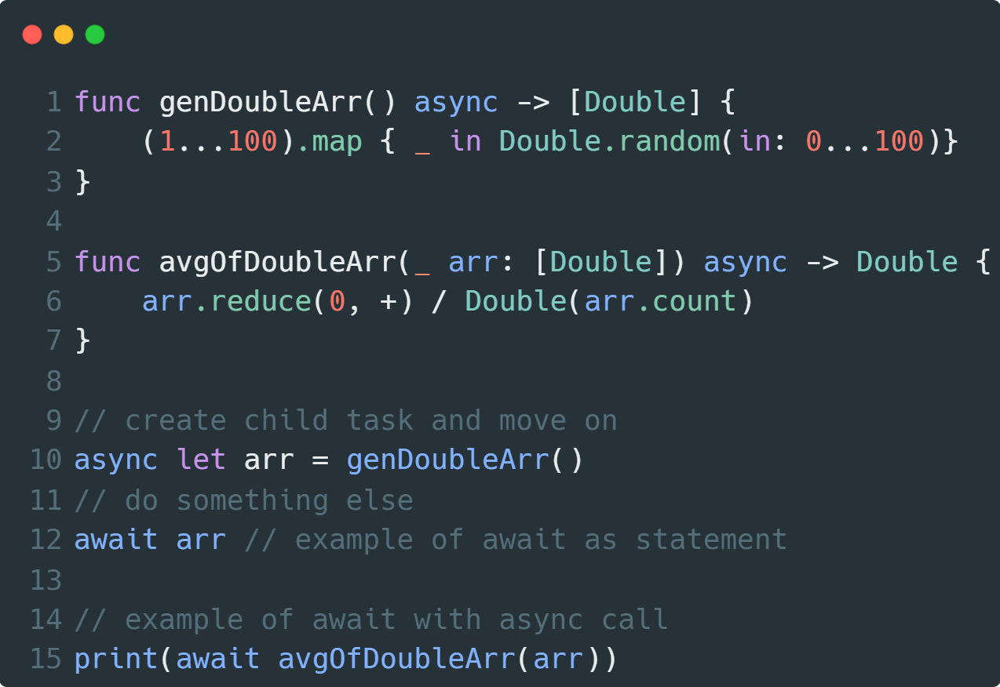 1 func genDoubleArr() async -> [Double] {
2     (1...100).map { _ in Double.random(in: 0...100)}
3 }
4
5 func avgOfDoubleArr(_ arr: [Double]) async -> Double {
6     arr.reduce(0, +) / Double(arr.count)
7 }
8
9 // create child task and move on
10 async let arr = genDoubleArr()
11 // do something else
12 await arr // example of await as statement
13
14 // example of await with async call
15 print(await avgOfDoubleArr(arr))